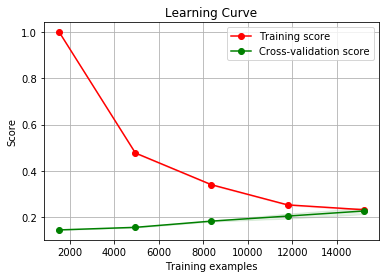 Learning Curve
Training score
Cross-validation score
1.0
0.8
0.6
0.4
0.2
Score
2000 4000 6000 8000 10000 12000 14000
Training examples